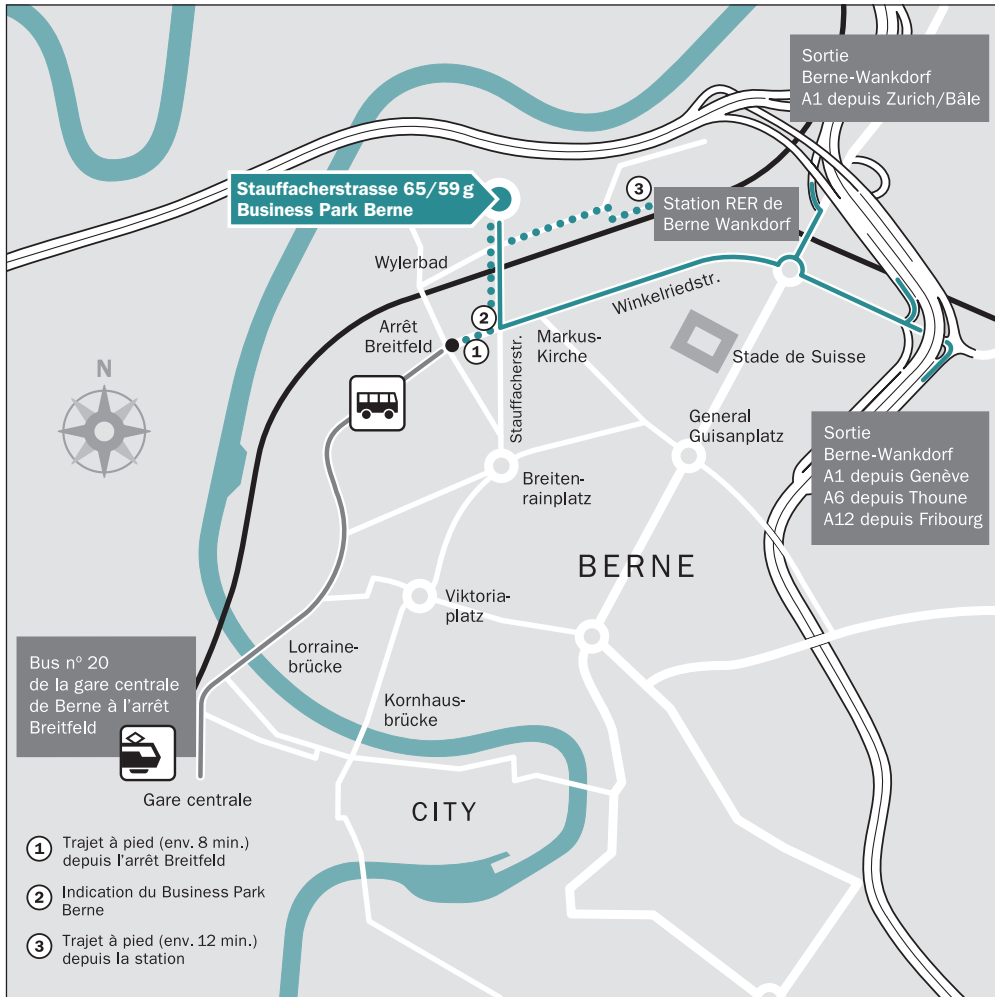 Sortie
Berne-Wankdorf
A1 depuis Zurich/Bâle
Stauffacherstrasse 65/59 g
Business Park Berne
3
Station RER de
Berne Wankdorf
Wylerbad
Winkelriedstr.
2
Arrêt
Breitfeld
1
Markus-
Kirche
Stade de Suisse
N
Stauffacherstr.
General
Guisanplatz
Sortie
Berne-Wankdorf
A1 depuis Genève
A6 depuis Thoune
A12 depuis Fribourg
Breiten-
rainplatz
BERNE
Viktoria-
platz
Lorraine-
brücke
Bus nº 20
de la gare centrale
de Berne à l'arrêt
Breitfeld
Kornhaus-
brücke
Gare centrale
CITY
1 Trajet à pied (env. 8 min.)
depuis l'arrêt Breitfeld
2 Indication du Business Park
Berne
3 Trajet à pied (env. 12 min.)
depuis la station